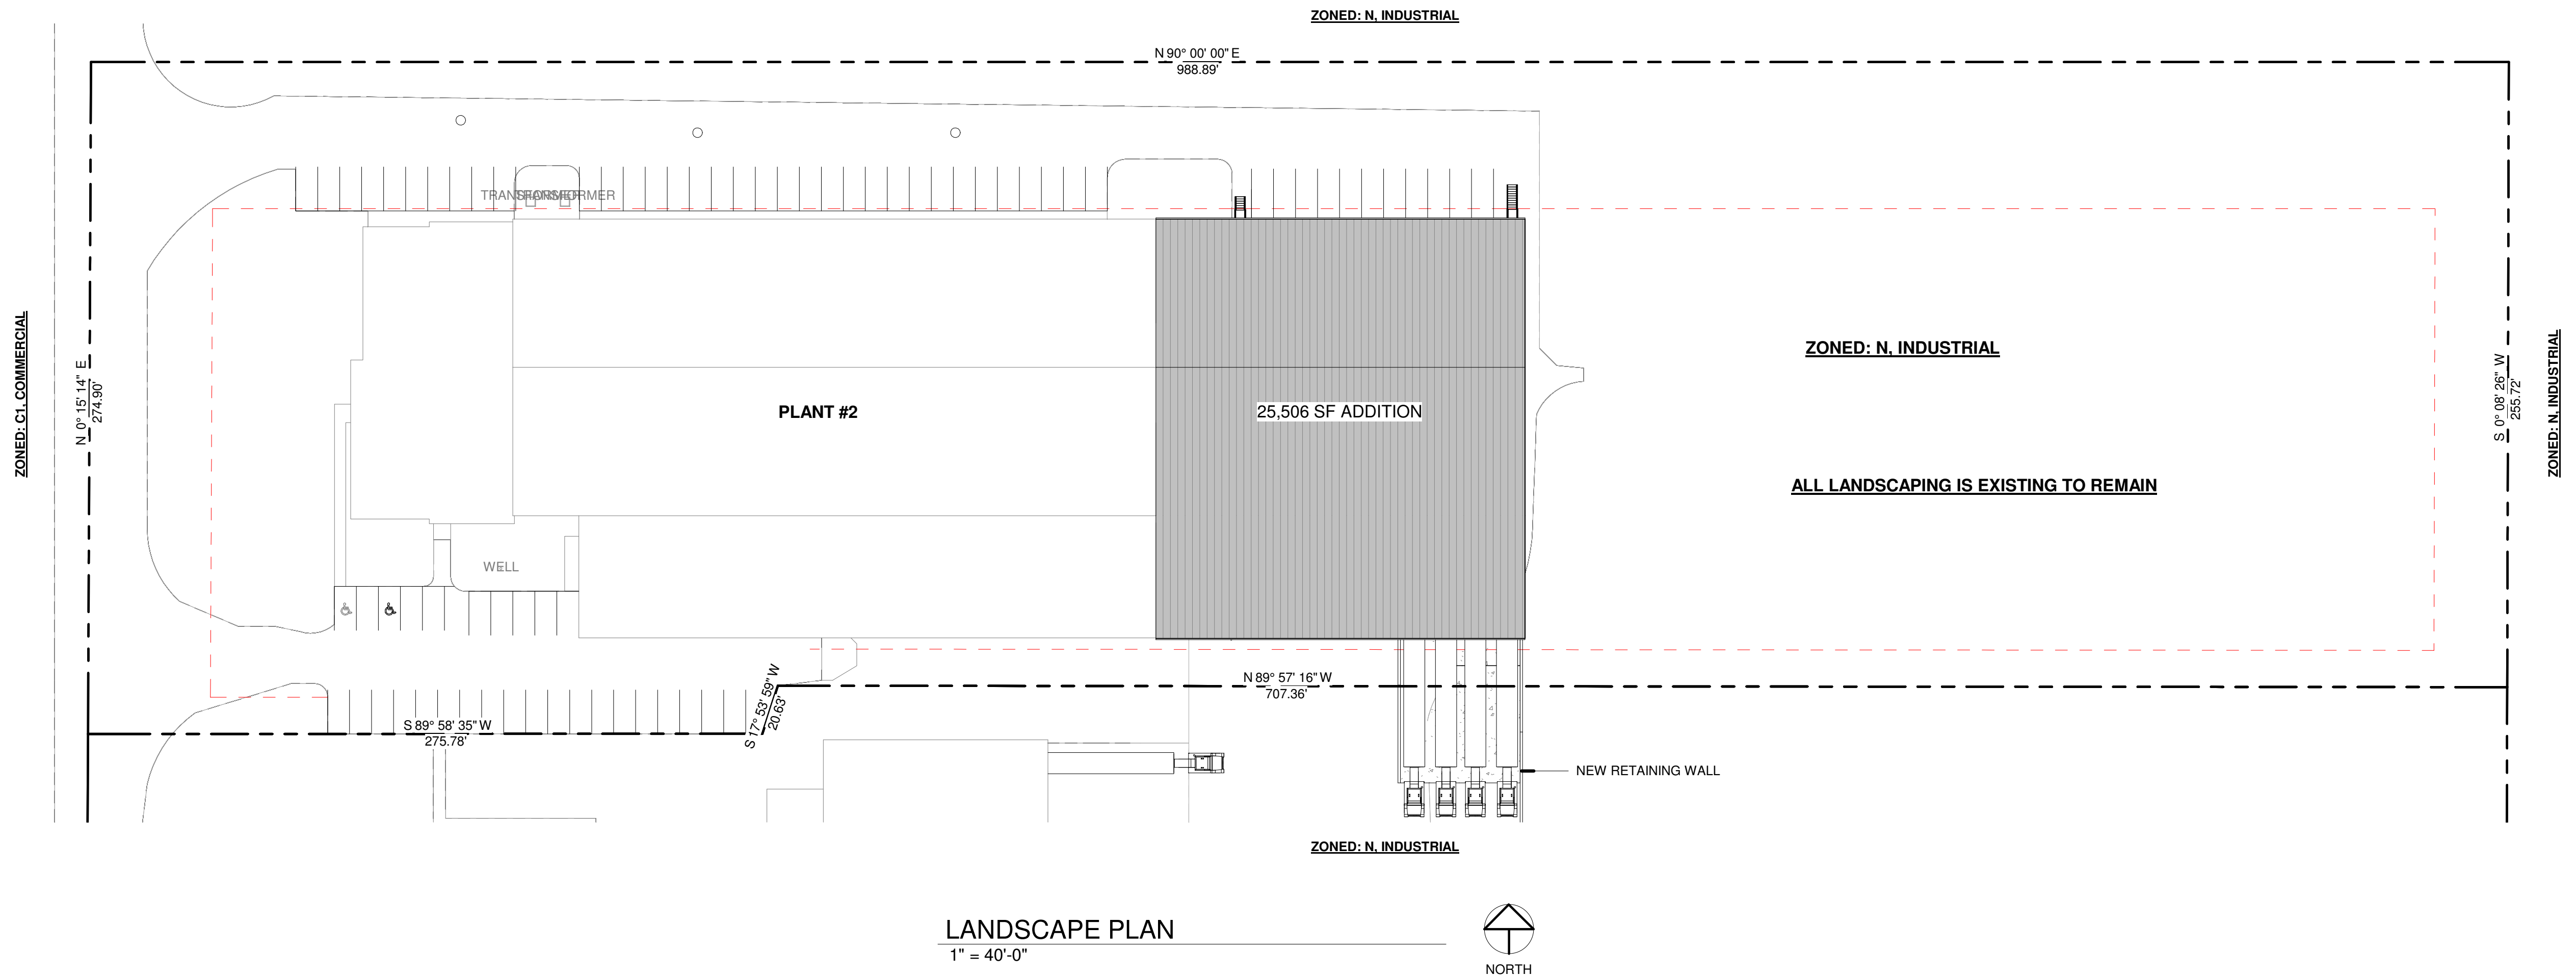 ZONED: N, INDUSTRIAL
N 90° 00' 00" E
988.89'
TRANSFORMER
TRANSFORMER
ZONED: C1, COMMERCIAL
N 0° 15' 14" E
274.90'
PLANT #2
25,506 SF ADDITION
ZONED: N, INDUSTRIAL
ALL LANDSCAPING IS EXISTING TO REMAIN
S 0° 08' 26" W
255.72'
ZONED: N, INDUSTRIAL
WELL
S 17° 53' 59" W
20.63'
N 89° 57' 16" W
707.36'
S 89° 58' 35" W
275.78'
NEW RETAINING WALL
ZONED: N, INDUSTRIAL
LANDSCAPE PLAN
1" = 40'-0"
NORTH